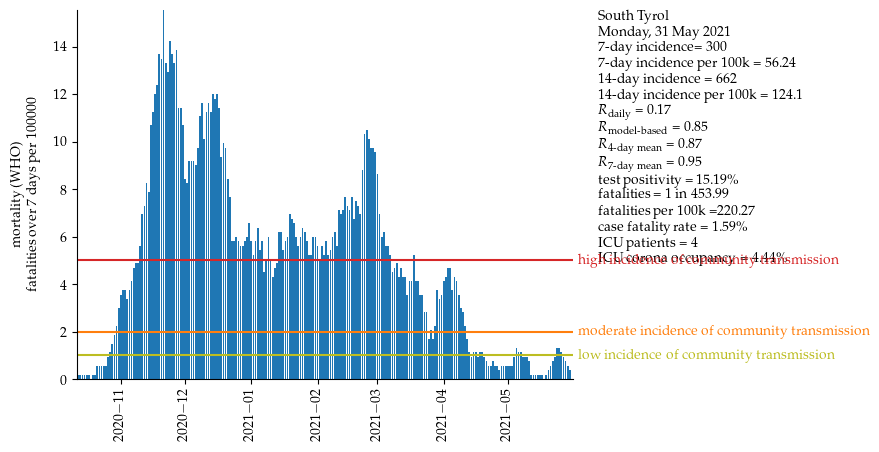 South Tyrol
Monday, 31 May 2021
7-day incidence= 300
7-day incidence per 100k = 56.24
14-day incidence = 662
14-day incidence per 100k = 124.1
R daily = 0.17
R model-based = 0.85
R 4-day mean = 0.87
R 7-day mean = 0.95
test positivity = 15.19%
fatalities = 1 in 453.99
fatalities per 100k =220.27
case fatality rate = 1.59%
ICU patients = 4
ICU corona occupancy = 4.44%
high incidence of community transmission
moderate incidence of community transmission
low incidence of community transmission
mortality (WHO)
fatalities over 7 days per 100000
14
12
10
8
6
4
2
0
2020−11
2020−12
2021−01
2021−02
2021−03
2021−04
2021−05